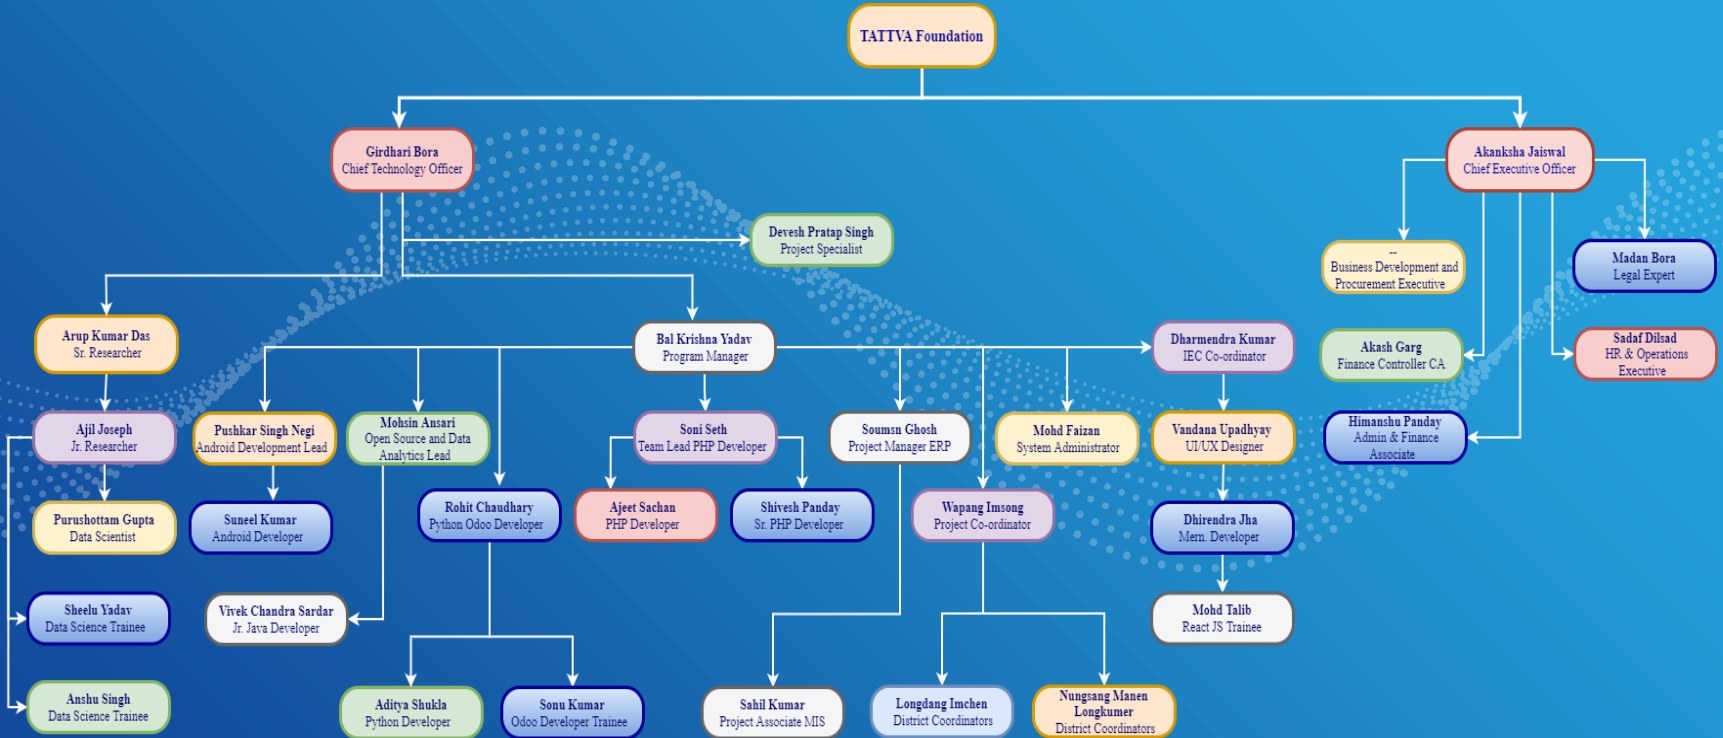 TATTVA Foundation
Girdhari Bora
Chief Technology Officer
Akanksha Jaiswal
Chief Executive Officer
Devesh Pratap Singh
Project Specialist
--
Business Development and
Procurement Executive
Madan Bora
Legal Expert
Arup Kumar Das
Sr. Researcher
Bal Krishna Yadav
Program Manager
Dharmendra Kumar
IEC Co-ordinator
Akash Garg
Finance Controller CA
Sadaf Dilsad
HR & Operations
Executive
Ajil Joseph
Jr. Researcher
Pushkar Singh Negi
Android Development Lead
Mohsin Ansari
Open Source and Data
Analytics Lead
Soni Seth
Team Lead PHP Developer
Soumsn Ghosh
Project Manager ERP
Mohd Faizan
System Administrator
Vandana Upadhyay
UI/UX Designer
Himanshu Panday
Admin & Finance
Associate
Purushottam Gupta
Data Scientist
Suneel Kumar
Android Developer
Rohit Chaudhary
Python Odoo Developer
Ajeet Sachan
PHP Developer
Shivesh Panday
Sr. PHP Developer
Wapang Imsong
Project Co-ordinator
Dhirendra Jha
Mern. Developer
Sheelu Yadav
Data Science Trainee
Vivek Chandra Sardar
Jr. Java Developer
Mohd Talib
React JS Trainee
Anshu Singh
Data Science Trainee
Aditya Shukla
Python Developer
Sonu Kumar
Odoo Developer Trainee
Sahil Kumar
Project Associate MIS
Longdang Imchen
District Coordinators
Nungsang Manen
Longkumer
District Coordinators